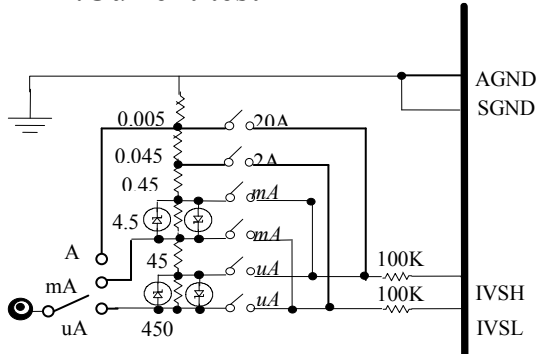 AGND
SGND
0.005
20A
0.045
2A
0.45
mA
4.5
mA
A
45
uA
100K
mA
IVSH
uA
100K
uA
450
IVSL